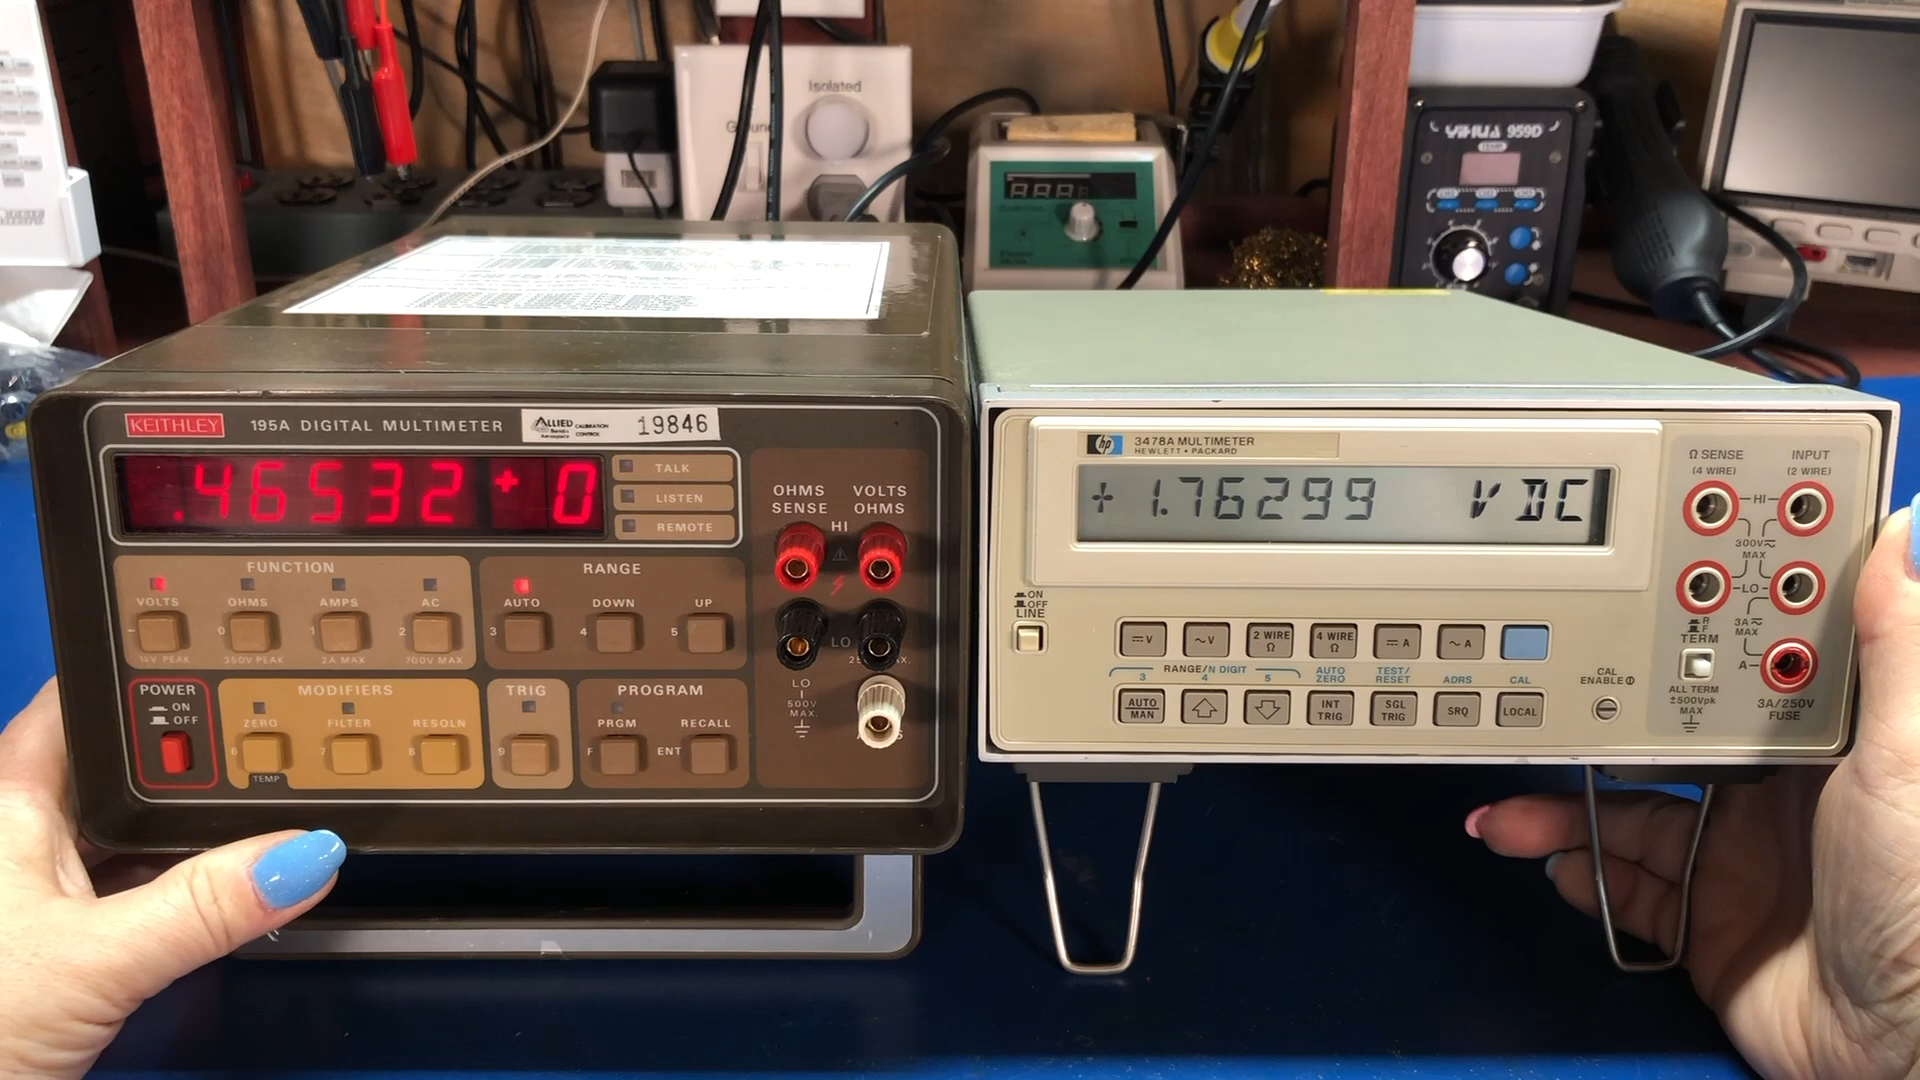 Isolated
Ground
YIHUA 959D
KEITHLEY
195A DIGITAL MULTIMETER
ALLIED
Bendix
Aerospace
CALIBRATION
CONTROL
19846
.46532 + 0
TALK
LISTEN
REMOTE
FUNCTION
VOLTS
OHMS
AMPS
AC
- 0 1 2
1kV PEAK
350V PEAK
2A MAX
700V MAX
RANGE
AUTO
DOWN
UP
3 4 5
POWER
ON
OFF
MODIFIERS
ZERO
FILTER
RESOLN
6 7 8
TEMP
TRIG
9
PROGRAM
PRGM
RECALL
F
ENT
OHMS
SENSE
VOLTS
OHMS
HI
LO
LO
500V
MAX.
hp
3478A MULTIMETER
HEWLETT • PACKARD
+ 1.76299 V DC
ON
OFF
LINE
⎓V
~V
2 WIRE
Ω
4 WIRE
Ω
⎓A
~A
RANGE/N DIGIT
3 4 5
AUTO
ZERO
TEST/
RESET
ADRS
CAL
AUTO
MAN
INT
TRIG
SGL
TRIG
SRQ
LOCAL
CAL
ENABLE
Ω SENSE
(4 WIRE)
INPUT
(2 WIRE)
HI
300V
MAX
LO
R
F
TERM
3A
MAX
A
ALL TERM
±500Vpk
MAX
3A/250V
FUSE